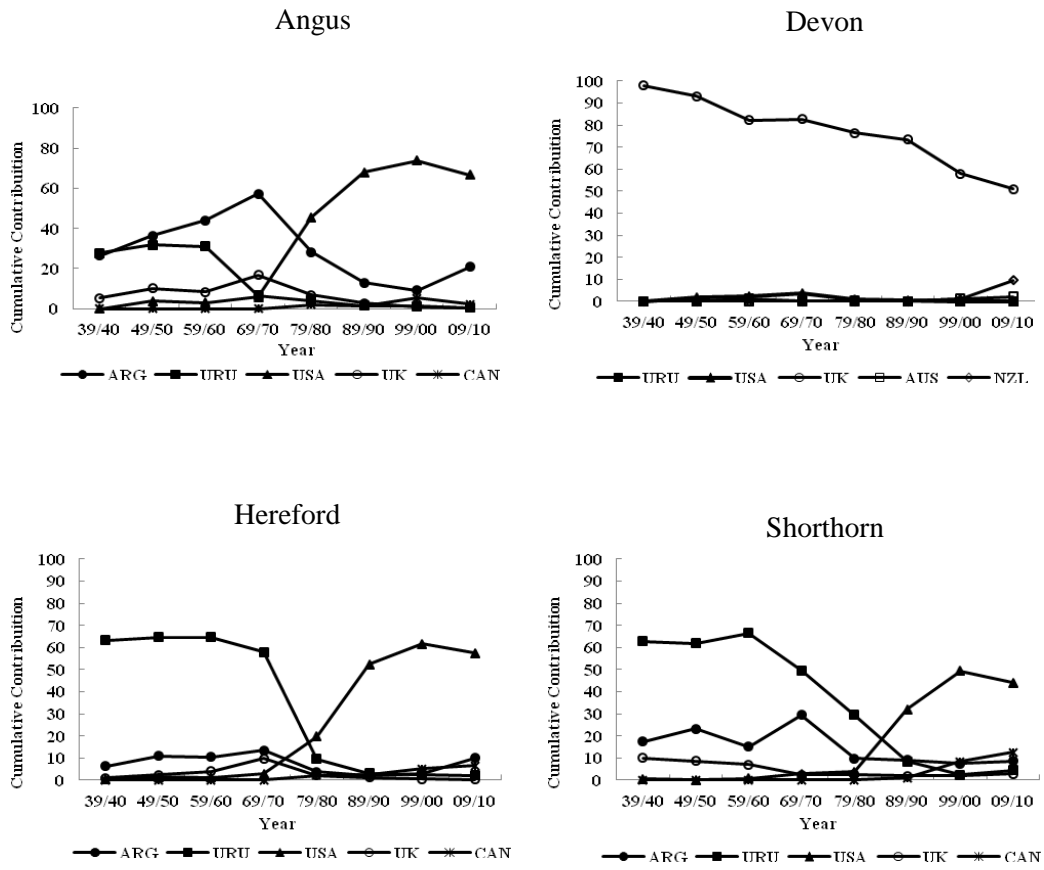 Angus
Cumulative Contribuition
100
80
60
40
20
0
39/40 49/50 59/60 69/70 79/80 89/90 99/00 09/10
Year
ARG URU USA UK CAN
Devon
Cumulative Contribution
100
90
80
70
60
50
40
30
20
10
0
39/40 49/50 59/60 69/70 79/80 89/90 99/00 09/10
Year
URU USA UK AUS NZL
Hereford
Cumulative Contribution
100
90
80
70
60
50
40
30
20
10
0
39/40 49/50 59/60 69/70 79/80 89/90 99/00 09/10
Year
ARG URU USA UK CAN
Shorthorn
Cumulative Contribution
100
90
80
70
60
50
40
30
20
10
0
39/40 49/50 59/60 69/70 79/80 89/90 99/00 09/10
Year
ARG URU USA UK CAN